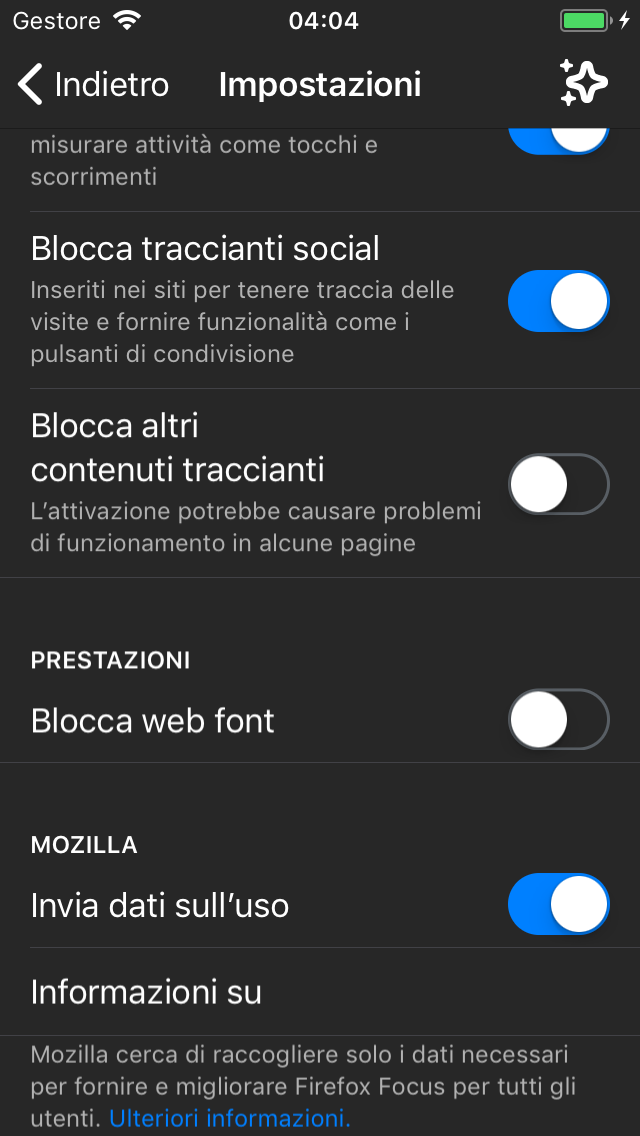 Gestore
04:04
Indietro
Impostazioni
misurare attività come tocchi e
scorrimenti
Blocca traccianti social
Inseriti nei siti per tenere traccia delle
visite e fornire funzionalità come i
pulsanti di condivisione
Blocca altri
contenuti traccianti
L’attivazione potrebbe causare problemi
di funzionamento in alcune pagine
PRESTAZIONI
Blocca web font
MOZILLA
Invia dati sull’uso
Informazioni su
Mozilla cerca di raccogliere solo i dati necessari
per fornire e migliorare Firefox Focus per tutti gli
utenti. Ulteriori informazioni.